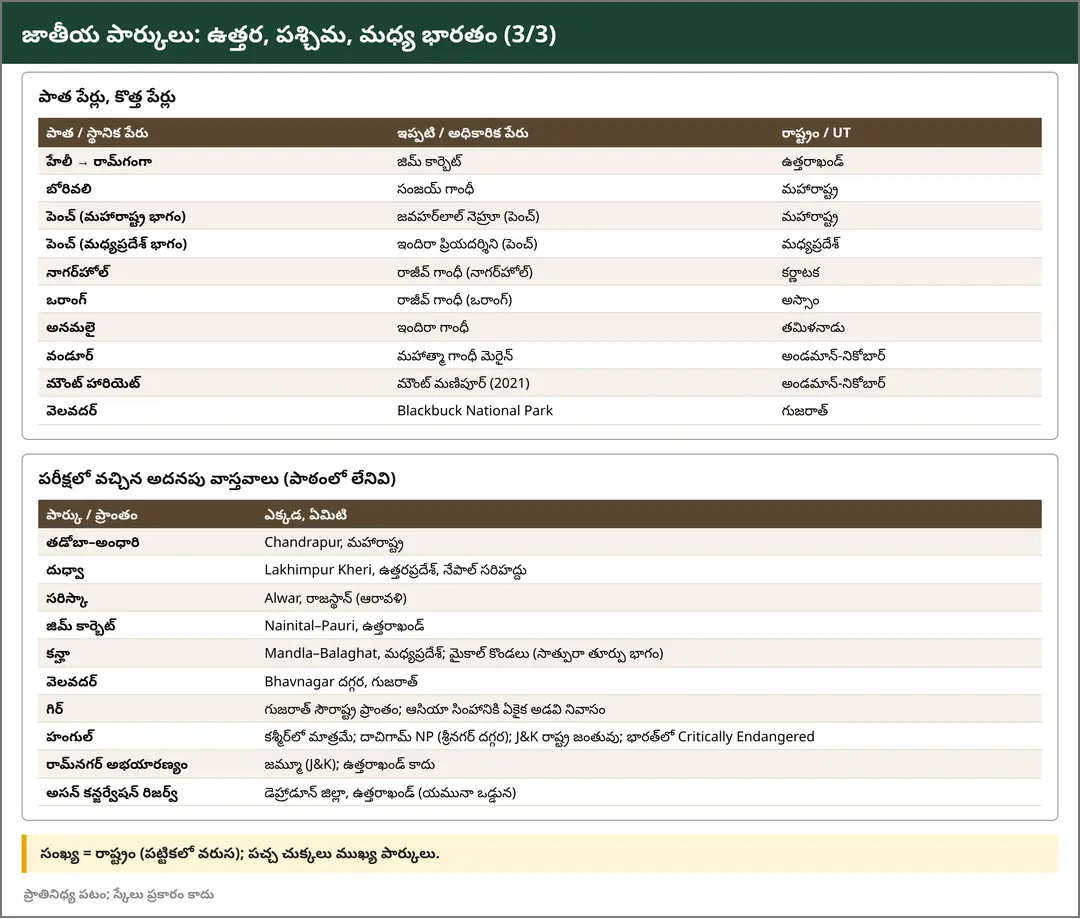 జాతీయ పార్కులు: ఉత్తర, పశ్చిమ, మధ్య భారతం (3/3)
పాత పేర్లు, కొత్త పేర్లు
పాత / స్థానిక పేరు ఇప్పటి / అధికారిక పేరు రాష్ట్రం / UT
హేలీ → రామ్‌గంగా జిమ్ కార్బెట్ ఉత్తరాఖండ్
బోరివలి సంజయ్ గాంధీ మహారాష్ట్ర
పెంచ్ (మహారాష్ట్ర భాగం) జవహర్‌లాల్ నెహ్రూ (పెంచ్) మహారాష్ట్ర
పెంచ్ (మధ్యప్రదేశ్ భాగం) ఇందిరా ప్రియదర్శిని (పెంచ్) మధ్యప్రదేశ్
నాగర్‌హోల్ రాజీవ్ గాంధీ (నాగర్‌హోల్) కర్ణాటక
ఒరాంగ్ రాజీవ్ గాంధీ (ఒరాంగ్) అస్సాం
అనమలై ఇందిరా గాంధీ తమిళనాడు
వండూర్ మహాత్మా గాంధీ మెరైన్ అండమాన్-నికోబార్
మౌంట్ హారియెట్ మౌంట్ మణిపూర్ (2021) అండమాన్-నికోబార్
వెలవదర్ Blackbuck National Park గుజరాత్
పరీక్షలో వచ్చిన అదనపు వాస్తవాలు (పాఠంలో లేనివి)
పార్కు / ప్రాంతం ఎక్కడ, ఏమిటి
తడోబా–అంధారి Chandrapur, మహారాష్ట్ర
దుధ్వా Lakhimpur Kheri, ఉత్తరప్రదేశ్, నేపాల్ సరిహద్దు
సరిస్కా Alwar, రాజస్థాన్ (ఆరావళి)
జిమ్ కార్బెట్ Nainital–Pauri, ఉత్తరాఖండ్
కన్హా Mandla–Balaghat, మధ్యప్రదేశ్; మైకాల్ కొండలు (సాత్పురా తూర్పు భాగం)
వెలవదర్ Bhavnagar దగ్గర, గుజరాత్
గిర్ గుజరాత్ సౌరాష్ట్ర ప్రాంతం; ఆసియా సింహానికి ఏకైక అడవి నివాసం
హంగుల్ కశ్మీర్‌లో మాత్రమే; దాచిగామ్ NP (శ్రీనగర్ దగ్గర); J&K రాష్ట్ర జంతువు; భారత్‌లో Critically Endangered
రామ్‌నగర్ అభయారణ్యం జమ్మూ (J&K); ఉత్తరాఖండ్ కాదు
అసన్ కన్జర్వేషన్ రిజర్వ్ డెహ్రాడూన్ జిల్లా, ఉత్తరాఖండ్ (యమునా ఒడ్డున)
సంఖ్య = రాష్ట్రం (పట్టికలో వరుస); పచ్చ చుక్కలు ముఖ్య పార్కులు.
ప్రాతినిధ్య పటం; స్కేలు ప్రకారం కాదు